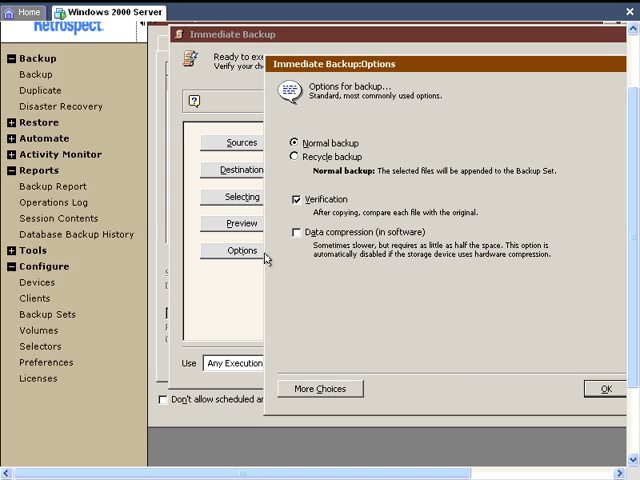 Home
Windows 2000 Server
Retrospect
Backup
Backup
Duplicate
Disaster Recovery
Restore
Automate
Activity Monitor
Reports
Backup Report
Operations Log
Session Contents
Database Backup History
Tools
Configure
Devices
Clients
Backup Sets
Volumes
Selectors
Preferences
Licenses
Immediate Backup
Ready to exe
Verify your ch
Sources
Destination
Selecting
Preview
Options
Use
Any Execution
Don't allow scheduled an
Immediate Backup:Options
Options for backup...
Standard, most commonly used options.
Normal backup
Recycle backup
Normal backup: The selected files will be appended to the Backup Set.
Verification
After copying, compare each file with the original.
Data compression (in software)
Sometimes slower, but requires as little as half the space. This option is
automatically disabled if the storage device uses hardware compression.
More Choices
OK